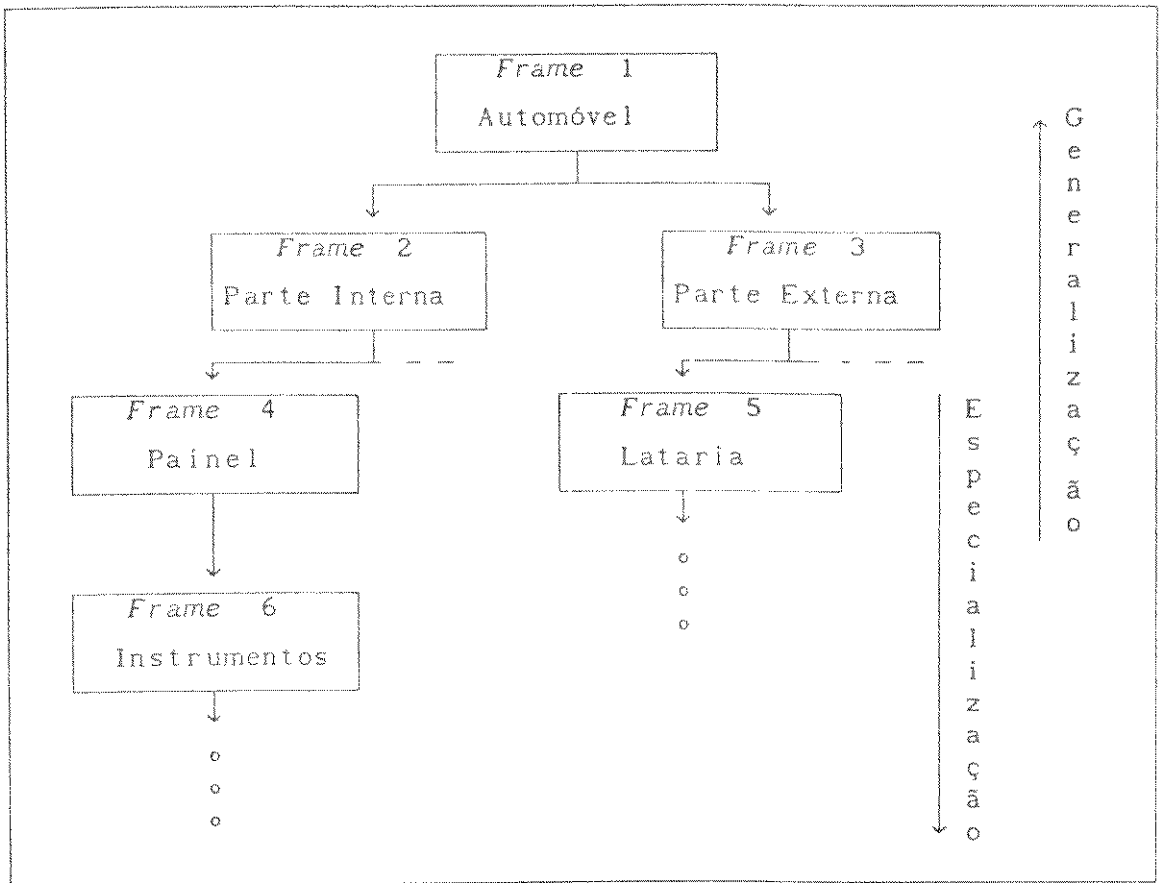 Frame 1
Automóvel
Frame 2
Parte Interna
Frame 3
Parte Externa
Frame 4
Painel
Frame 5
Lataria
Frame 6
Instrumentos
Generalização
Especialização